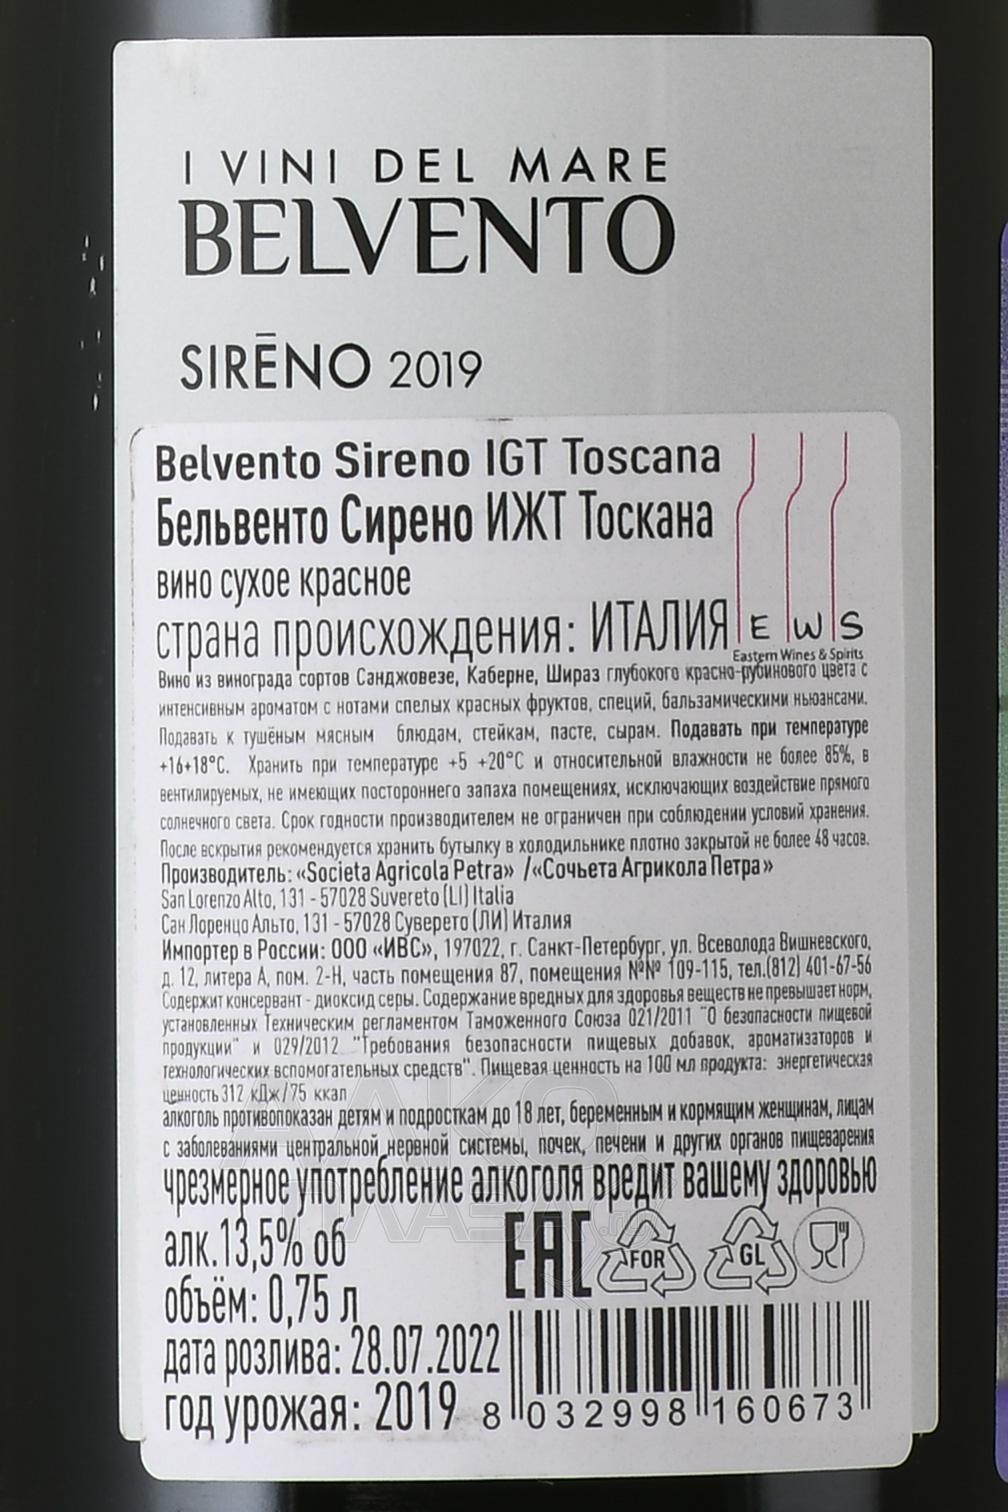 I VINI DEL MARE
BELVENTO
SIRĒNO 2019
Belvento Sireno IGT Toscana
Бельвенто Сирено ИЖТ Тоскана
вино сухое красное
страна происхождения: ИТАЛИЯ
E W S
Eastern Wines & Spirits
Вино из винограда сортов Санджовезе, Каберне, Шираз глубокого красно-рубинового цвета с
интенсивным ароматом с нотами спелых красных фруктов, специй, бальзамическими ньюансами.
Подавать к тушёным мясным блюдам, стейкам, пасте, сырам. Подавать при температуре
+16+18°C. Хранить при температуре +5 +20°C и относительной влажности не более 85%, в
вентилируемых, не имеющих постороннего запаха помещениях, исключающих воздействие прямого
солнечного света. Срок годности производителем не ограничен при соблюдении условий хранения.
После вскрытия рекомендуется хранить бутылку в холодильнике плотно закрытой не более 48 часов.
Производитель: «Societa Agricola Petra» /«Сочьета Агрикола Петра»
San Lorenzo Alto, 131 - 57028 Suvereto (LI) Italia
Сан Лоренцо Альто, 131 - 57028 Суверето (ЛИ) Италия
Импортер в России: ООО «ИВС», 197022, г. Санкт-Петербург, ул. Всеволода Вишневского,
д. 12, литера А, пом. 2-Н, часть помещения 87, помещения №№ 109-115, тел.(812) 401-67-56
Содержит консервант - диоксид серы. Содержание вредных для здоровья веществ не превышает норм,
установленных Техническим регламентом Таможенного Союза 021/2011 "О безопасности пищевой
продукции" и 029/2012 "Требования безопасности пищевых добавок, ароматизаторов и
технологических вспомогательных средств". Пищевая ценность на 100 мл продукта: энергетическая
ценность 312 кДж/75 ккал
алкоголь противопоказан детям и подросткам до 18 лет, беременным и кормящим женщинам, лицам
с заболеваниями центральной нервной системы, почек, печени и других органов пищеварения
чрезмерное употребление алкоголя вредит вашему здоровью
алк.13,5% об
EAC FOR GL
объём: 0,75 л
дата розлива: 28.07.2022
год урожая: 2019
8 032998 160673